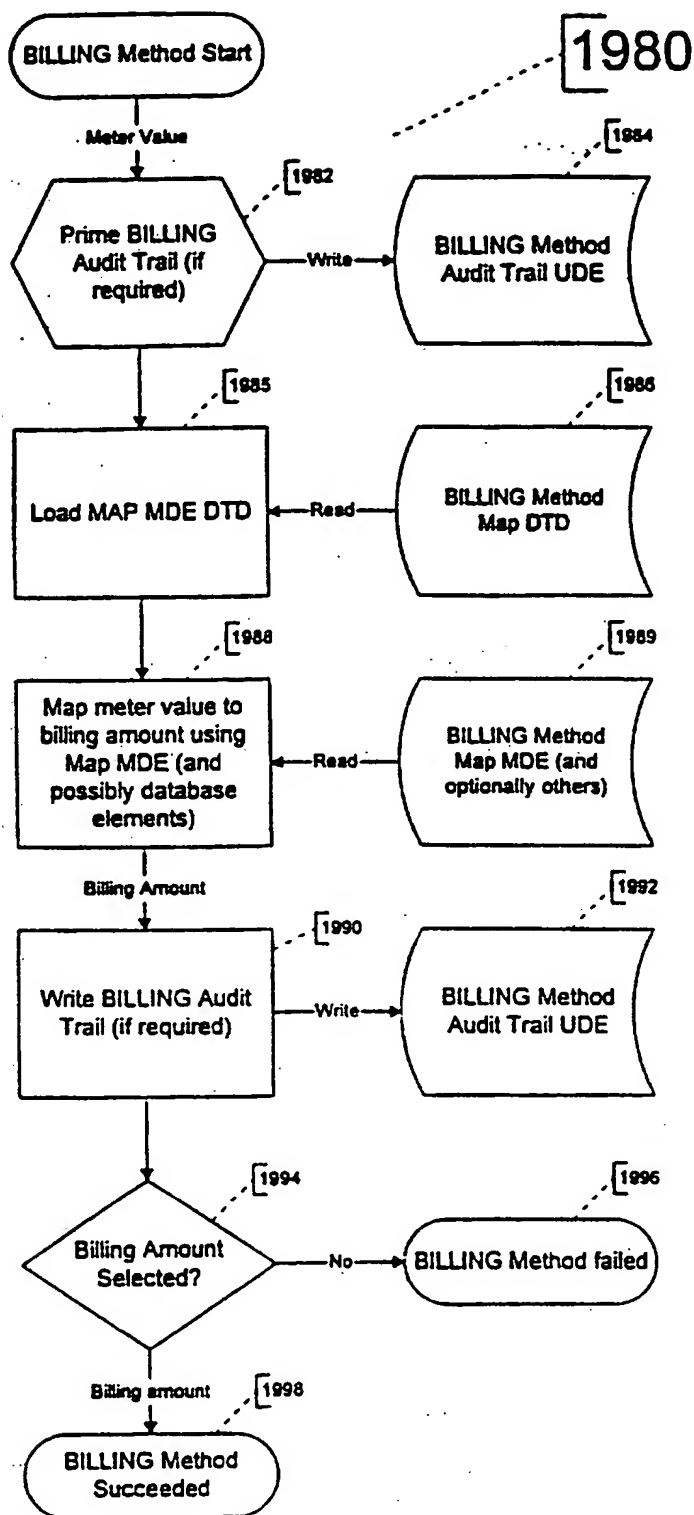 BILLING Method Start
1980
Meter Value
1984
1982
Prime BILLING
Audit Trail (if
required)
Write
BILLING Method
Audit Trail UDE
1985
1986
Load MAP MDE DTD
Read
BILLING Method
Map DTD
1988
1989
Map meter value to
billing amount using
Map MDE (and
possibly database
elements)
Read
BILLING Method
Map MDE (and
optionally others)
Billing Amount
1990
1992
Write BILLING Audit
Trail (if required)
Write
BILLING Method
Audit Trail UDE
1994
1996
Billing Amount
Selected?
No
BILLING Method failed
Billing amount
1998
BILLING Method
Succeeded